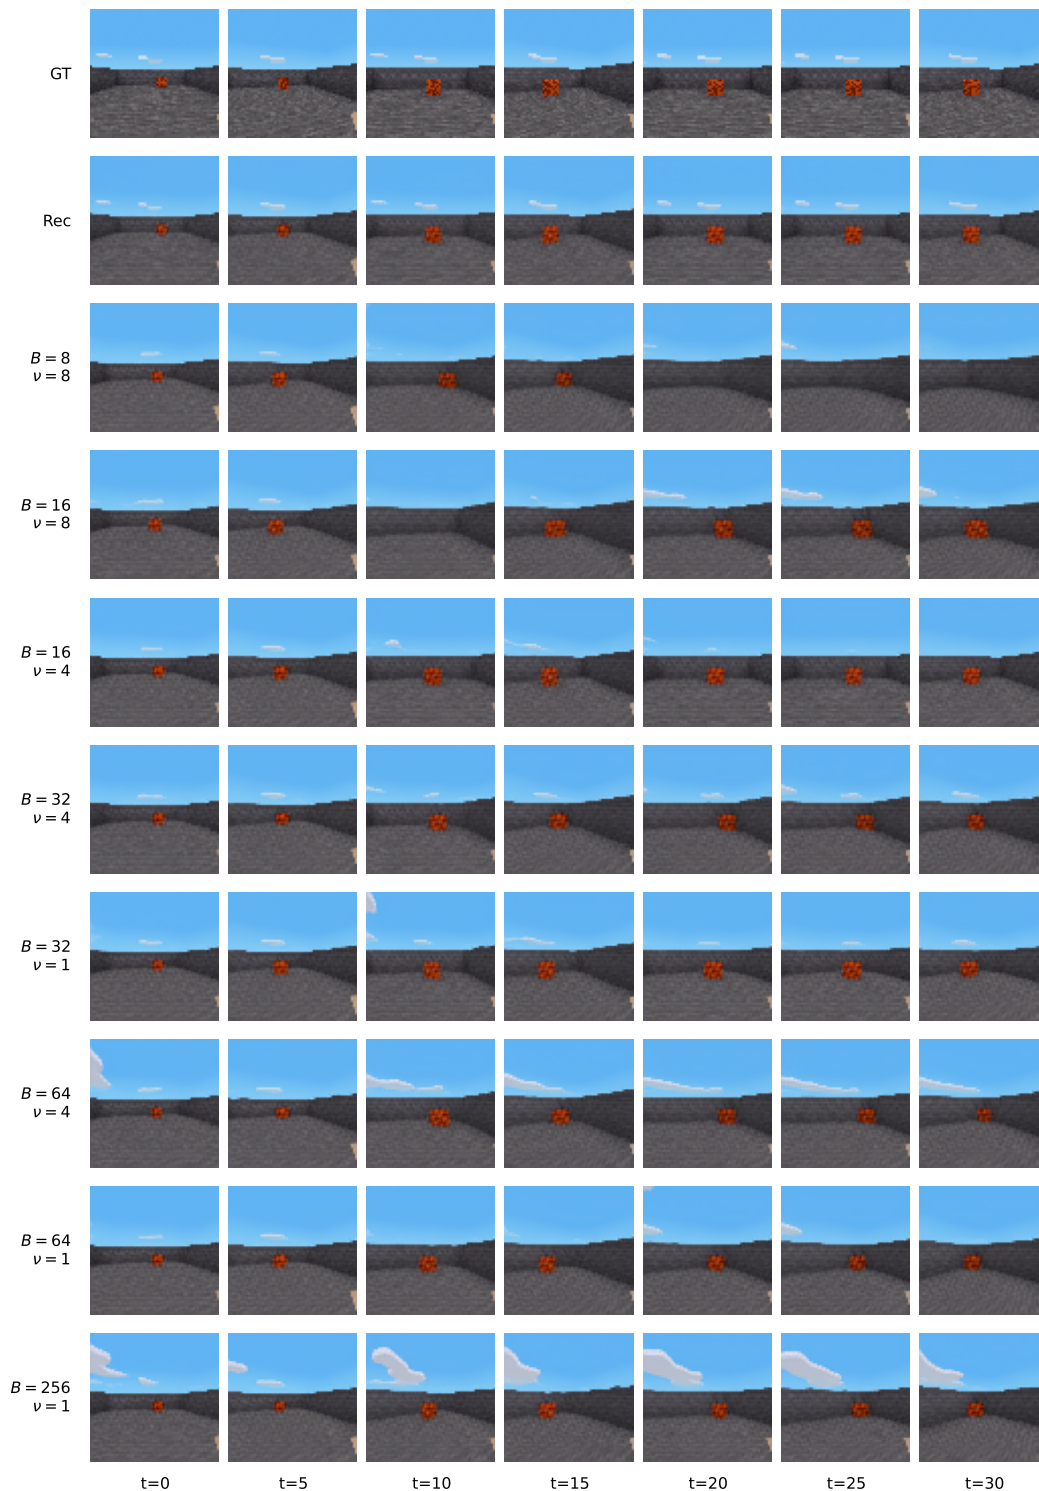 GT
Rec
B = 8
ν = 8
B = 16
ν = 8
B = 16
ν = 4
B = 32
ν = 4
B = 32
ν = 1
B = 64
ν = 4
B = 64
ν = 1
B = 256
ν = 1
t=0 t=5 t=10 t=15 t=20 t=25 t=30